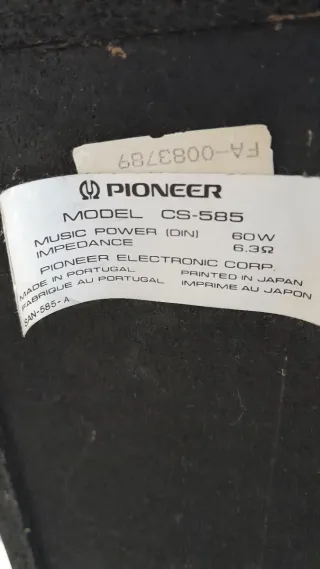 FA-0083789
PIONEER
MODEL CS-585
MUSIC POWER (DIN) 60W
IMPEDANCE 6.3Ω
PIONEER ELECTRONIC CORP.
MADE IN PORTUGAL PRINTED IN JAPAN
FABRIQUE AU PORTUGAL IMPRIME AU JAPON
SAN-585-A